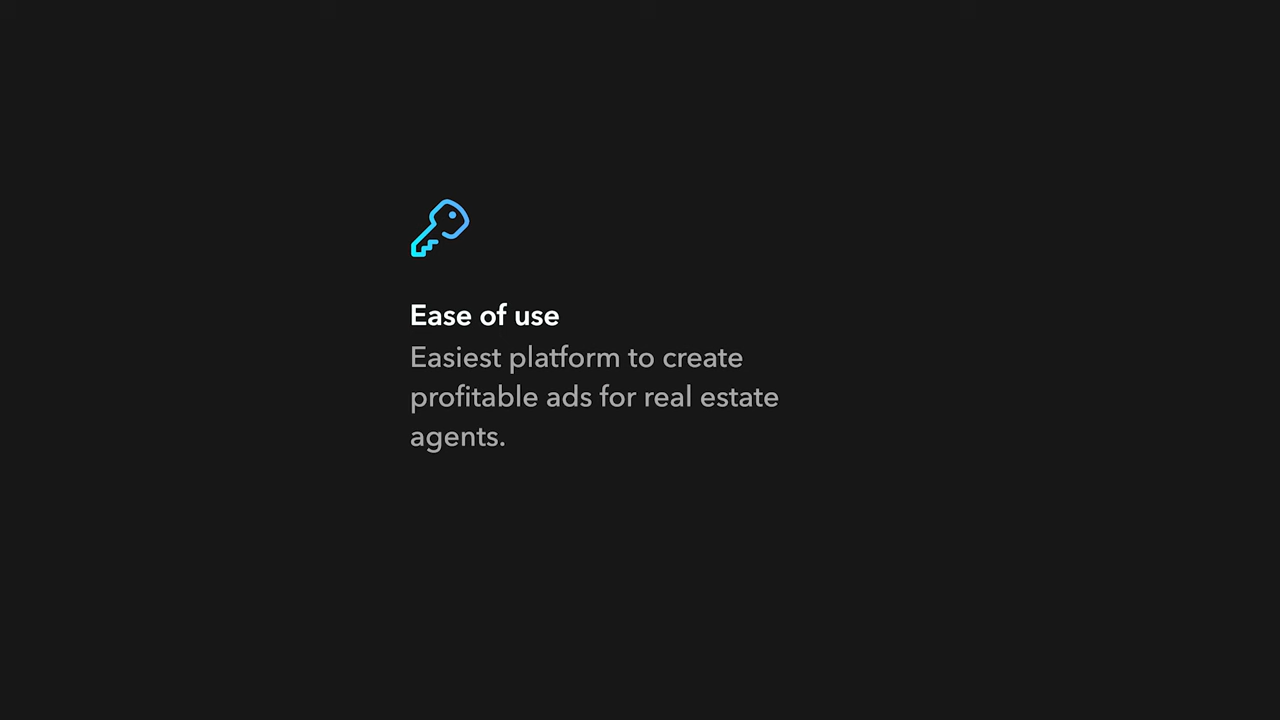 Ease of use
Easiest platform to create
profitable ads for real estate
agents.